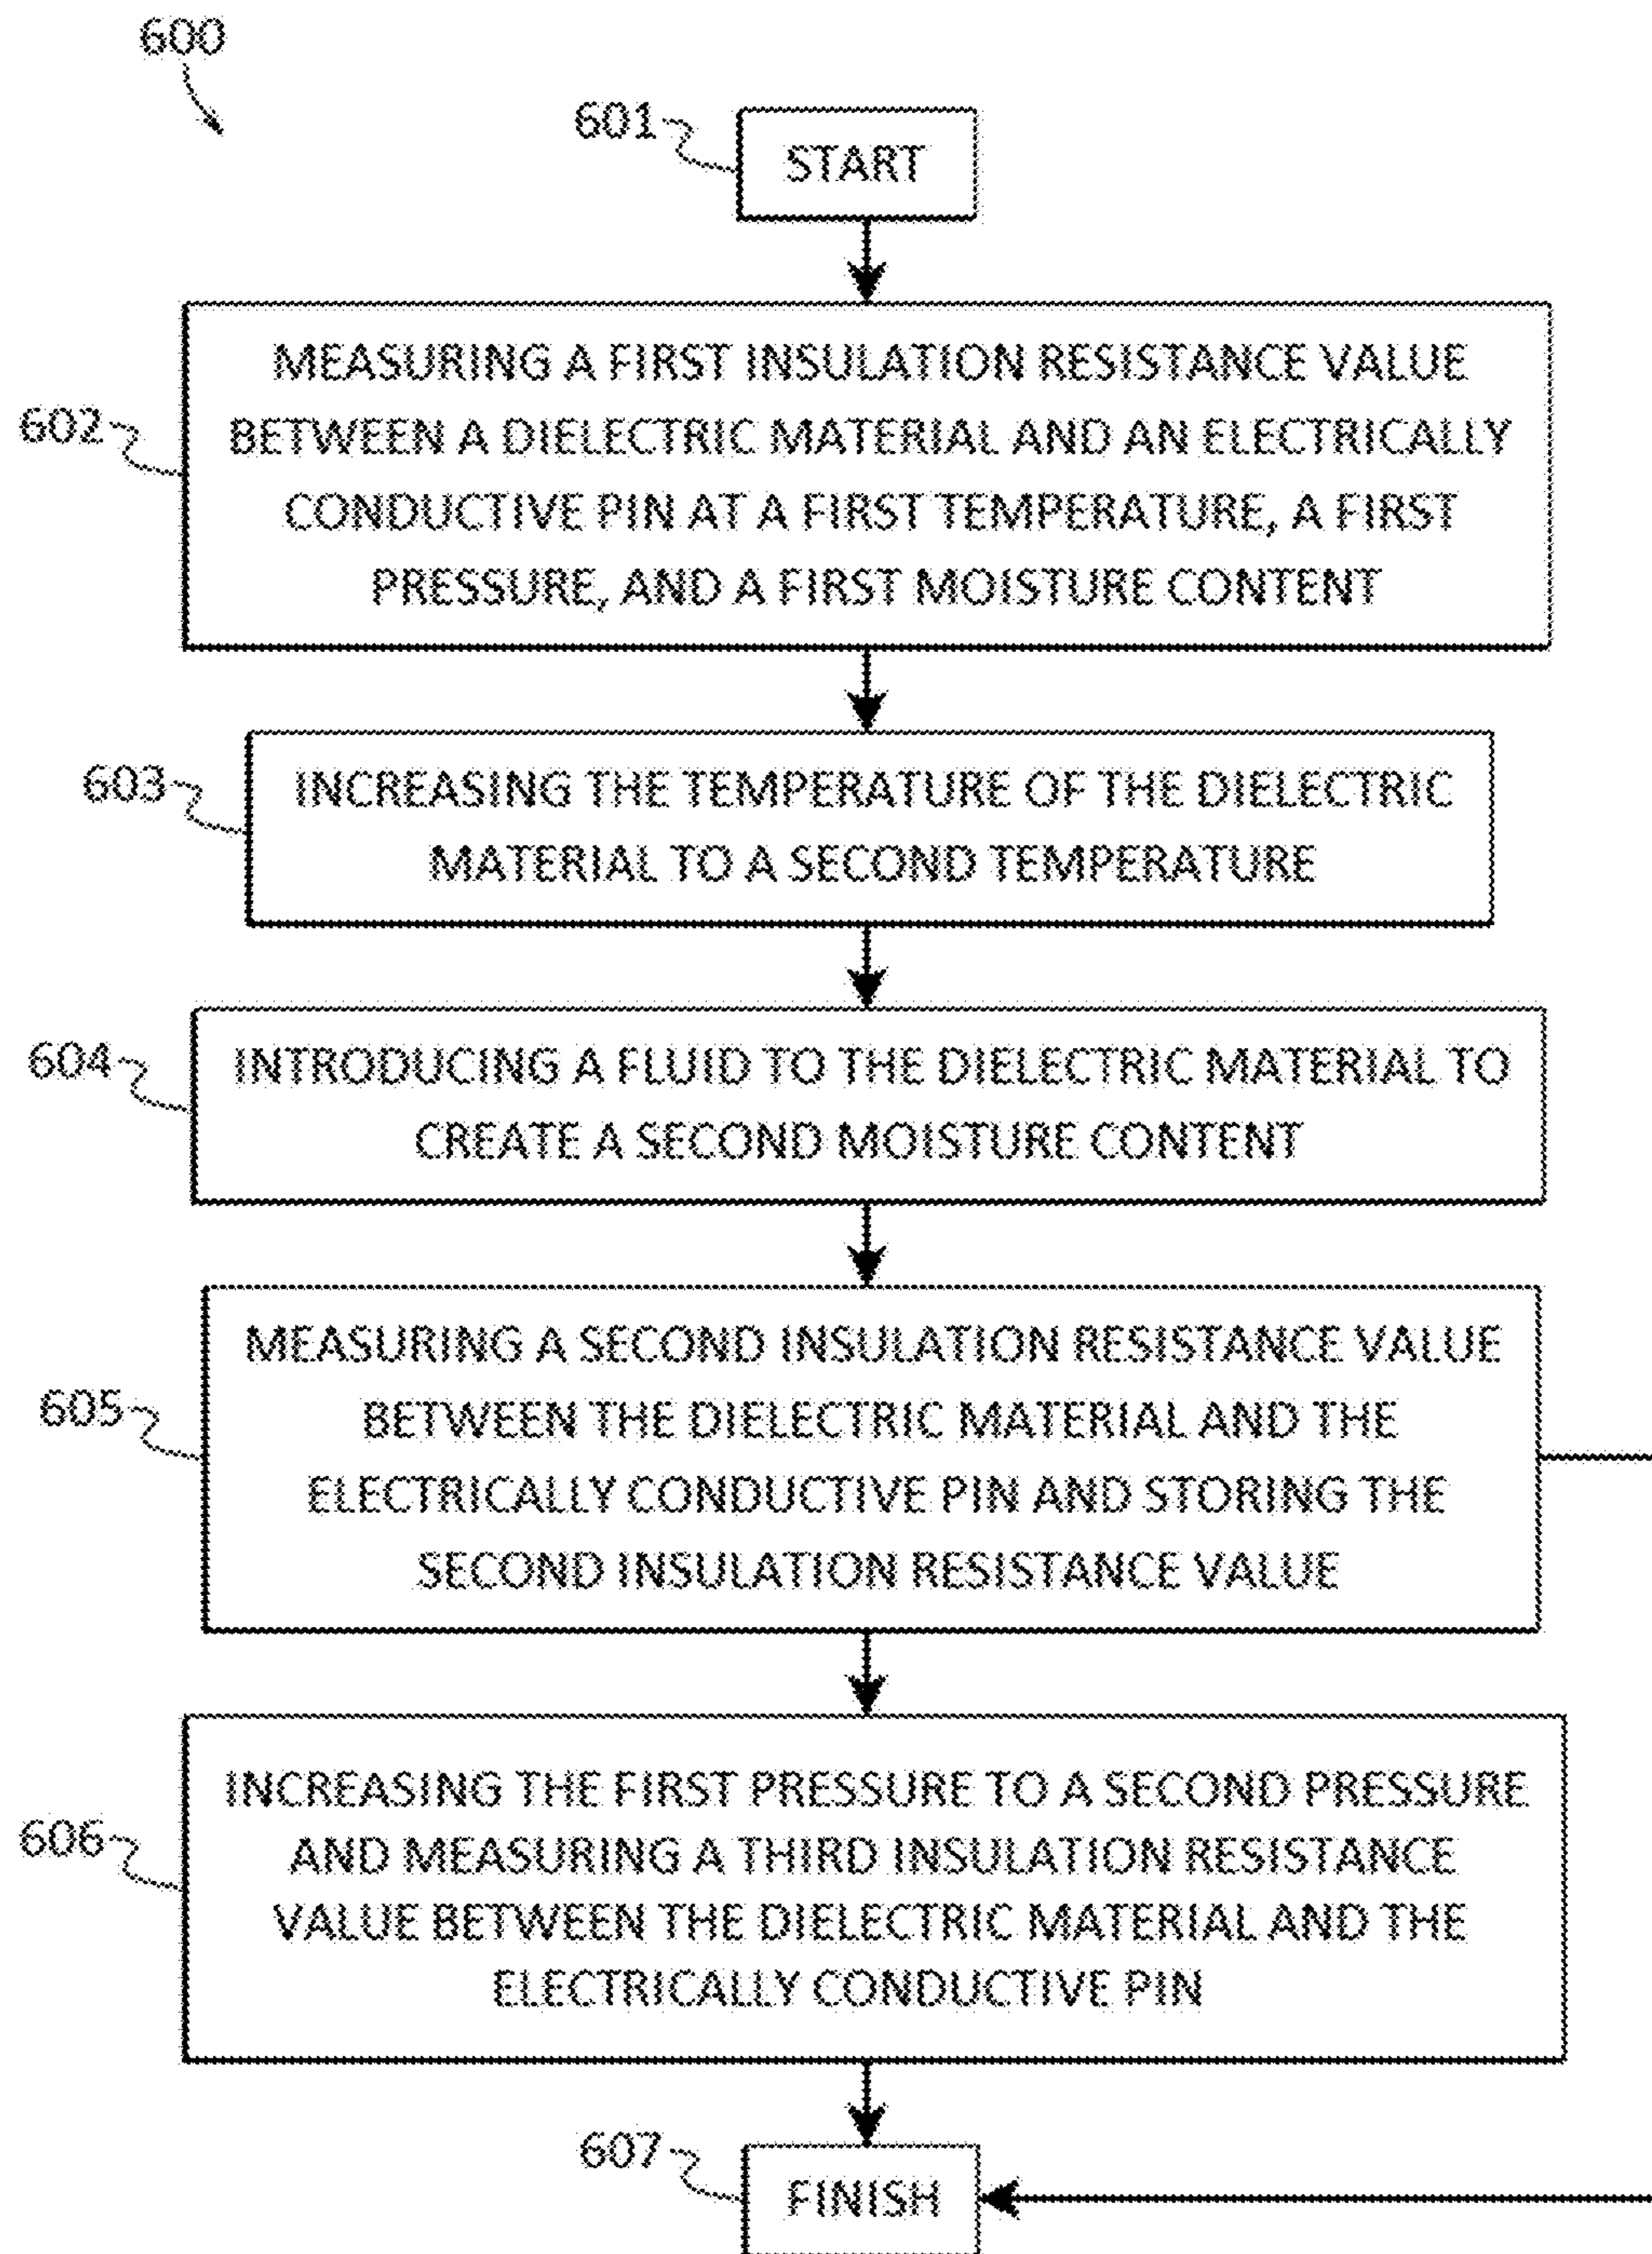 600
601
START
602
MEASURING A FIRST INSULATION RESISTANCE VALUE
BETWEEN A DIELECTRIC MATERIAL AND AN ELECTRICALLY
CONDUCTIVE PIN AT A FIRST TEMPERATURE, A FIRST
PRESSURE, AND A FIRST MOISTURE CONTENT
603
INCREASING THE TEMPERATURE OF THE DIELECTRIC
MATERIAL TO A SECOND TEMPERATURE
604
INTRODUCING A FLUID TO THE DIELECTRIC MATERIAL TO
CREATE A SECOND MOISTURE CONTENT
605
MEASURING A SECOND INSULATION RESISTANCE VALUE
BETWEEN THE DIELECTRIC MATERIAL AND THE
ELECTRICALLY CONDUCTIVE PIN AND STORING THE
SECOND INSULATION RESISTANCE VALUE
606
INCREASING THE FIRST PRESSURE TO A SECOND PRESSURE
AND MEASURING A THIRD INSULATION RESISTANCE
VALUE BETWEEN THE DIELECTRIC MATERIAL AND THE
ELECTRICALLY CONDUCTIVE PIN
607
FINISH